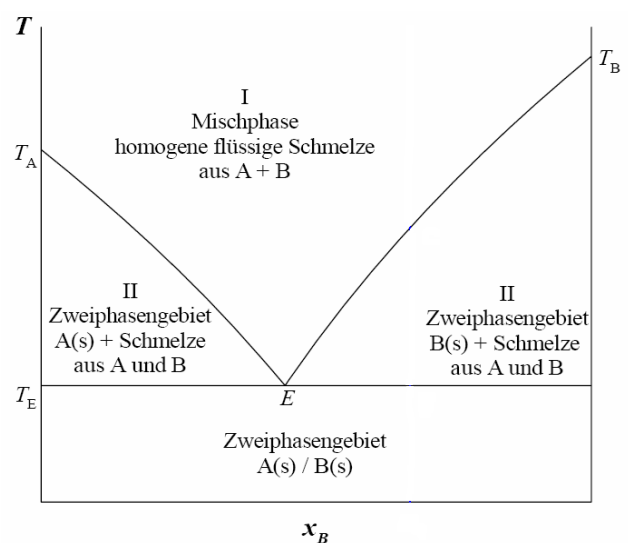 T
T_B
I
Mischphase
homogene flüssige Schmelze
aus A + B
T_A
II
Zweiphasengebiet
A(s) + Schmelze
aus A und B
II
Zweiphasengebiet
B(s) + Schmelze
aus A und B
T_E
E
Zweiphasengebiet
A(s) / B(s)
x_B